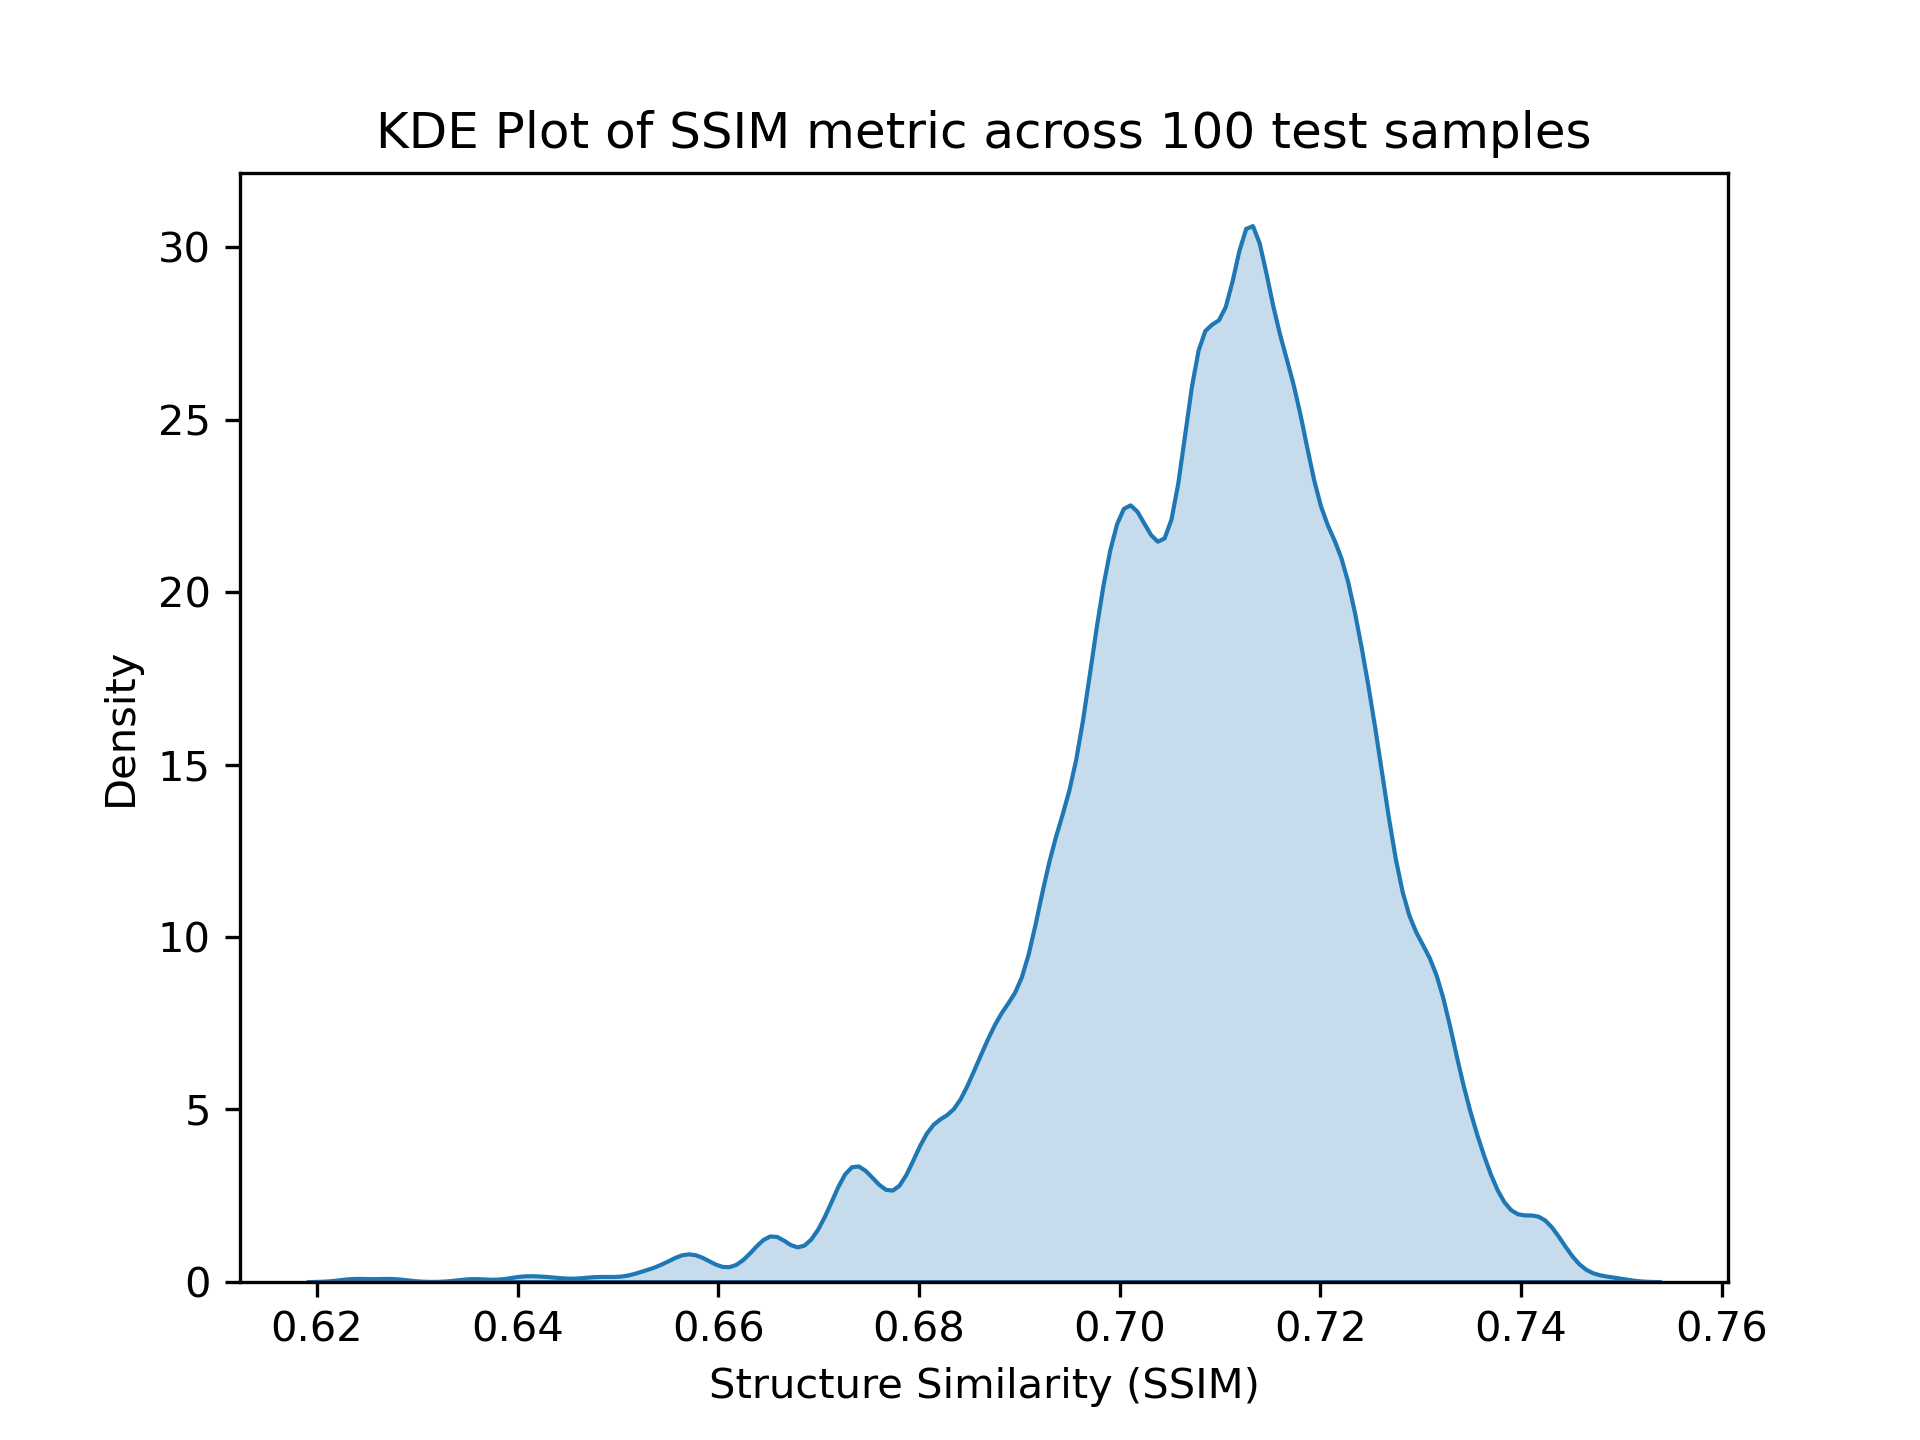 KDE Plot of SSIM metric across 100 test samples
Density
30
25
20
15
10
5
0
0.62 0.64 0.66 0.68 0.70 0.72 0.74 0.76
Structure Similarity (SSIM)